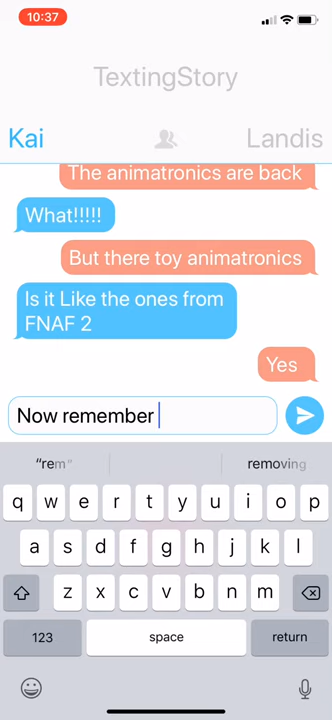 10:37
TextingStory
Kai Landis
The animatronics are back
What!!!!!
But there toy animatronics
Is it Like the ones from
FNAF 2
Yes
Now remember
"rem" removing
q w e r t y u i o p
a s d f g h j k l
z x c v b n m
123 space return